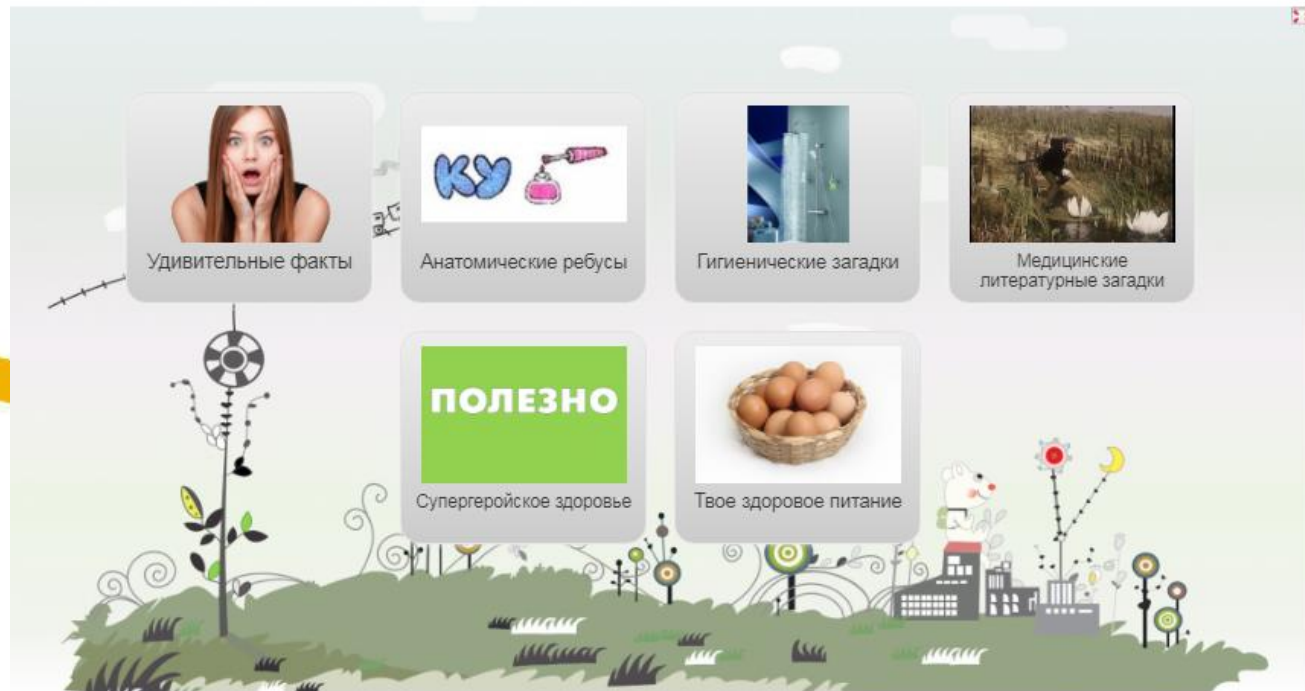 КУ
Удивительные факты
Анатомические ребусы
Гигиенические загадки
Медицинские
литературные загадки
ПОЛЕЗНО
Супергеройское здоровье
Твое здоровое питание